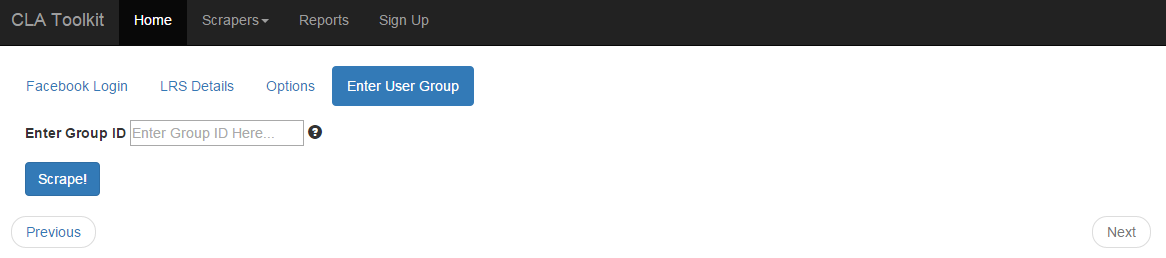 CLA Toolkit Home Scrapers Reports Sign Up
Facebook Login LRS Details Options Enter User Group
Enter Group ID Enter Group ID Here... ?
Scrape!
Previous Next